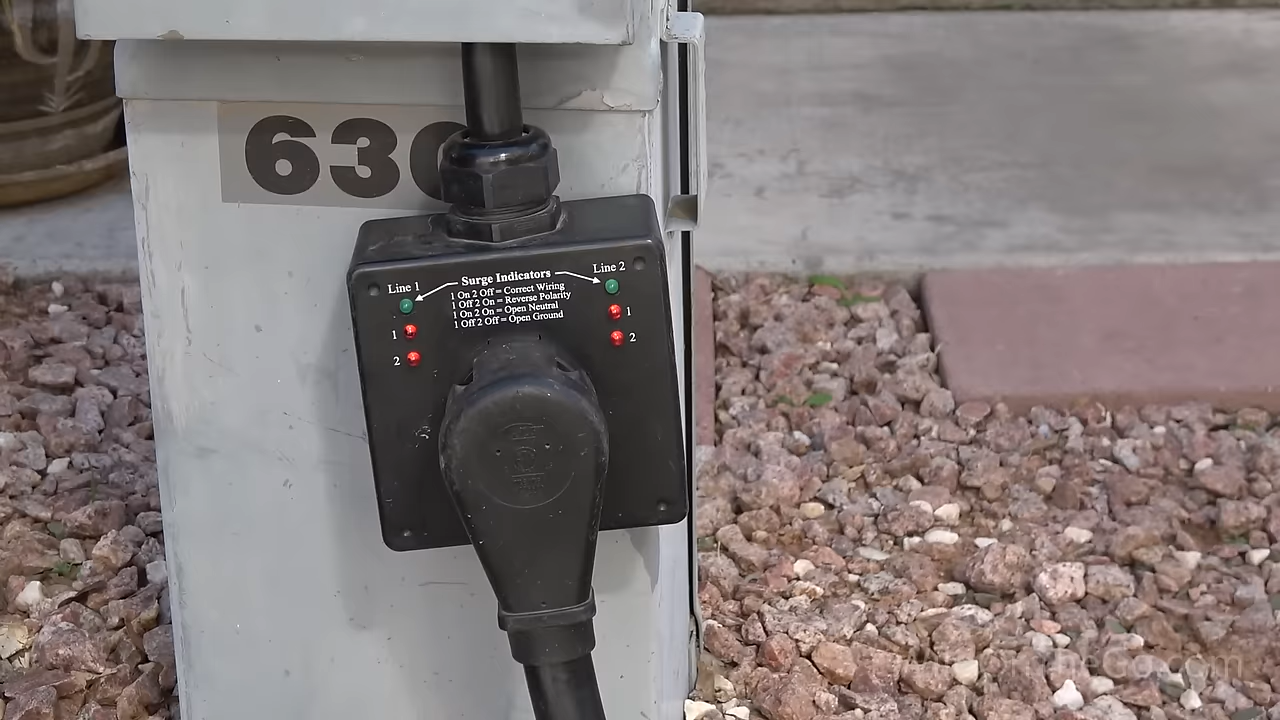 630
Surge Indicators
Line 1
Line 2
1 On 2 Off = Correct Wiring
1 Off 2 On = Reverse Polarity
1 On 2 On = Open Neutral
1 Off 2 Off = Open Ground
1
1
2
2